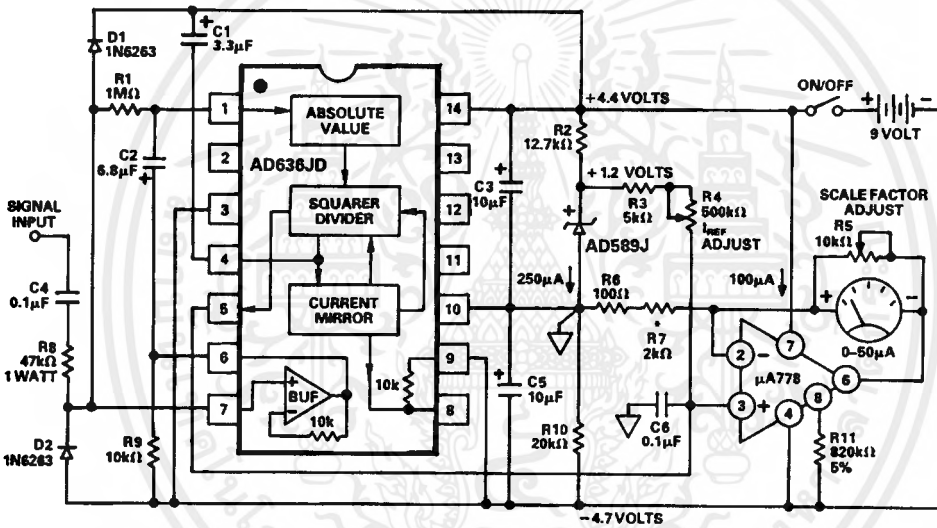 D1
1N6263
C1
3.3µF
R1
1MΩ
C2
6.8µF
SIGNAL
INPUT
C4
0.1µF
R8
47kΩ
1 WATT
D2
1N6263
R9
10kΩ
1
2
3
4
5
6
7
AD636JD
ABSOLUTE
VALUE
SQUARER
DIVIDER
CURRENT
MIRROR
BUF
+
−
10k
10k
14
13
12
11
10
9
8
+
C3
10µF
+
C5
10µF
+4.4 VOLTS
R2
12.7kΩ
+1.2 VOLTS
R3
5kΩ
R4
500kΩ
IREF
ADJUST
+
AD589J
250µA
R6
100Ω
R7
2kΩ
*
R10
20kΩ
C6
0.1µF
−4.7 VOLTS
ON/OFF
+
−
9 VOLT
SCALE FACTOR
ADJUST
R5
10kΩ
100µA
+
−
0–50µA
2
−
7
µA778
6
3
+
4
8
R11
820kΩ
5%